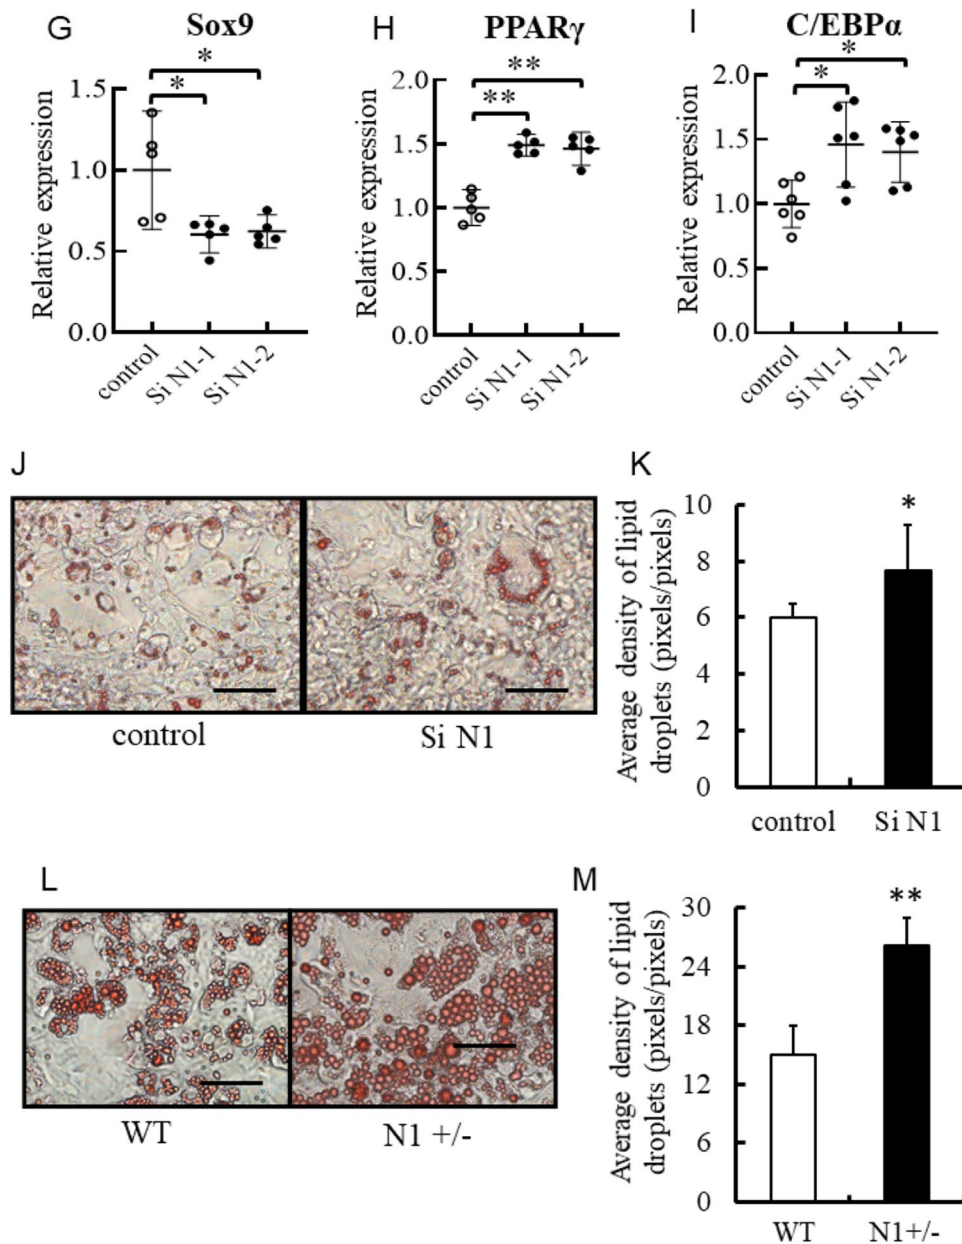 G
Sox9
*
*
1.5
1.0
0.5
0.0
Relative expression
control
Si N1-1
Si N1-2
H
PPARγ
**
**
2.0
1.5
1.0
0.5
0.0
Relative expression
control
Si N1-1
Si N1-2
I
C/EBPα
*
*
2.0
1.5
1.0
0.5
0.0
Relative expression
control
Si N1-1
Si N1-2
J
control
Si N1
K
Average density of lipid
droplets (pixels/pixels)
10
8
6
4
2
0
*
control
Si N1
L
WT
N1 +/-
M
Average density of lipid
droplets (pixels/pixels)
30
24
18
12
6
0
**
WT
N1+/-